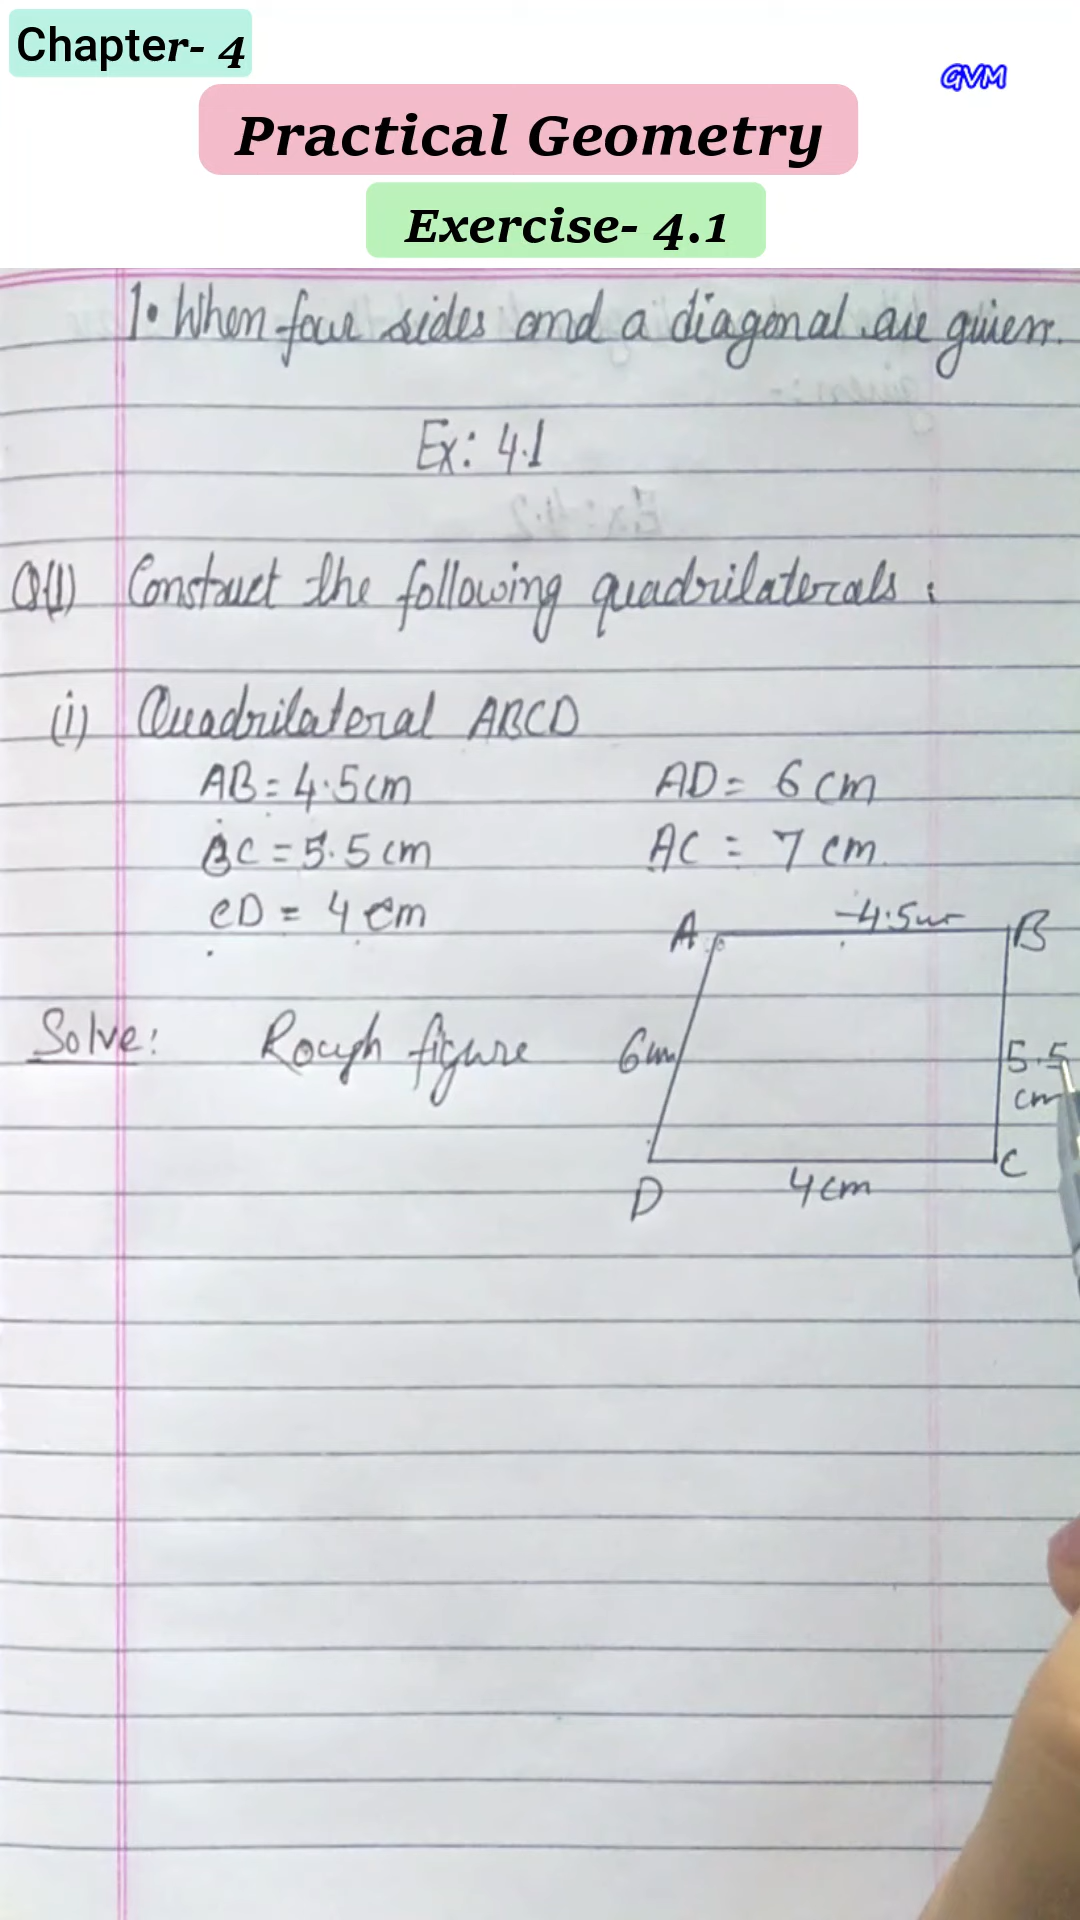 Chapter- 4
GVM
Practical Geometry
Exercise- 4.1
1. When four sides and a diagonal are given.
Ex: 4.1
Q(1) Construct the following quadrilaterals:
(i) Quadrilateral ABCD
AB = 4.5cm AD = 6 cm
BC = 5.5 cm AC = 7 cm.
CD = 4 cm
A 4.5cm B
Solve: Rough figure 6cm 5.5
cm
D 4cm C